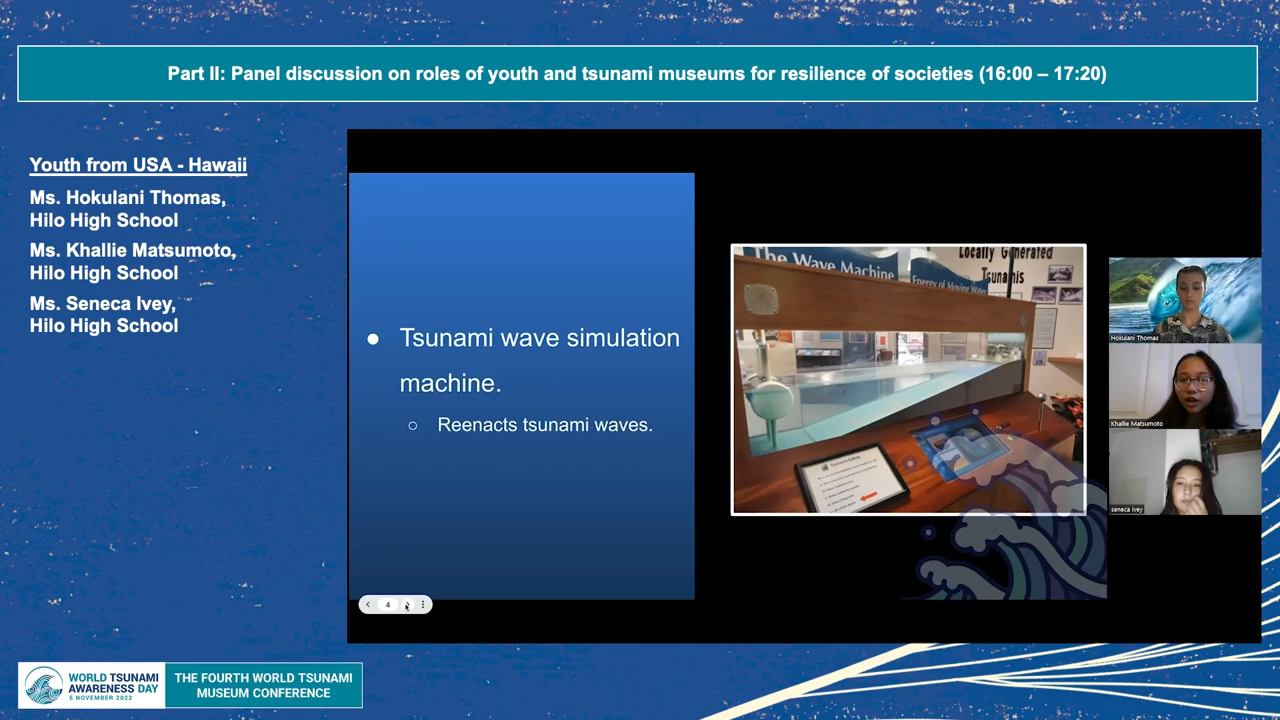 Part II: Panel discussion on roles of youth and tsunami museums for resilience of societies (16:00 – 17:20)
Youth from USA - Hawaii
Ms. Hokulani Thomas,
Hilo High School
Ms. Khallie Matsumoto,
Hilo High School
Ms. Seneca Ivey,
Hilo High School
● Tsunami wave simulation
machine.
○ Reenacts tsunami waves.
The Wave Machine
Energy of Moving Water
Locally Generated
Tsunamis
Tsunami Safety
Hokulani Thomas
Khallie Matsumoto
seneca ivey
4
WORLD TSUNAMI
AWARENESS DAY
5 NOVEMBER 2022
THE FOURTH WORLD TSUNAMI
MUSEUM CONFERENCE